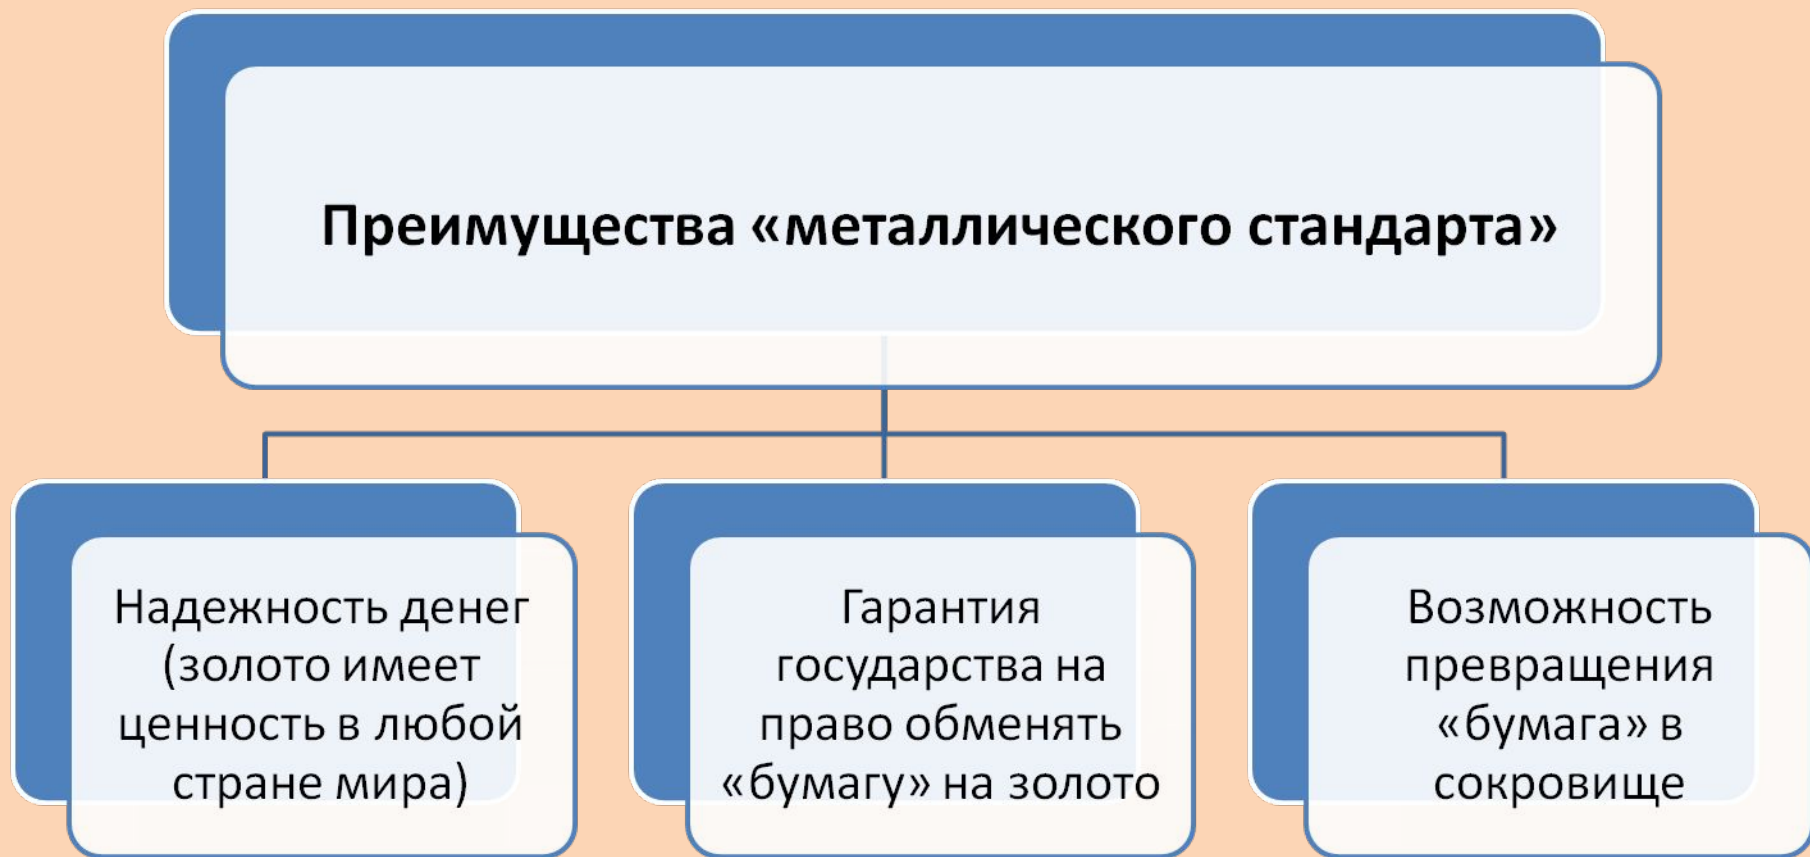 Преимущества «металлического стандарта»
Надежность денег
(золото имеет
ценность в любой
стране мира)
Гарантия
государства на
право обменять
«бумагу» на золото
Возможность
превращения
«бумага» в
сокровище